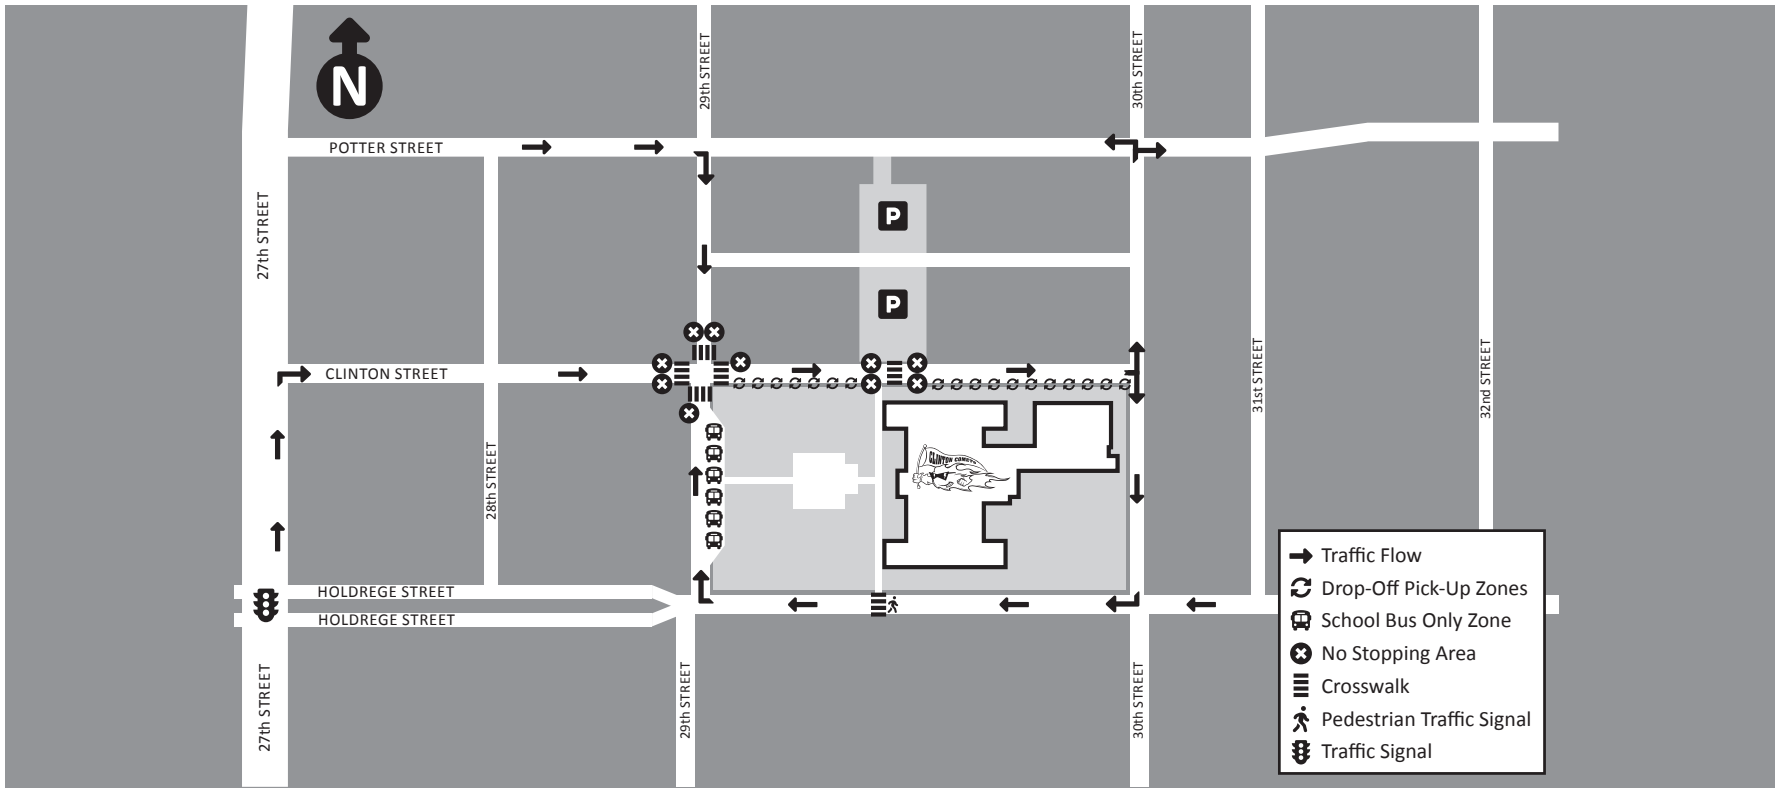 N
29th STREET
30th STREET
POTTER STREET
27th STREET
P
P
CLINTON STREET
31st STREET
32nd STREET
28th STREET
CLINTON COMETS
HOLDREGE STREET
HOLDREGE STREET
27th STREET
29th STREET
30th STREET
Traffic Flow
Drop-Off Pick-Up Zones
School Bus Only Zone
No Stopping Area
Crosswalk
Pedestrian Traffic Signal
Traffic Signal